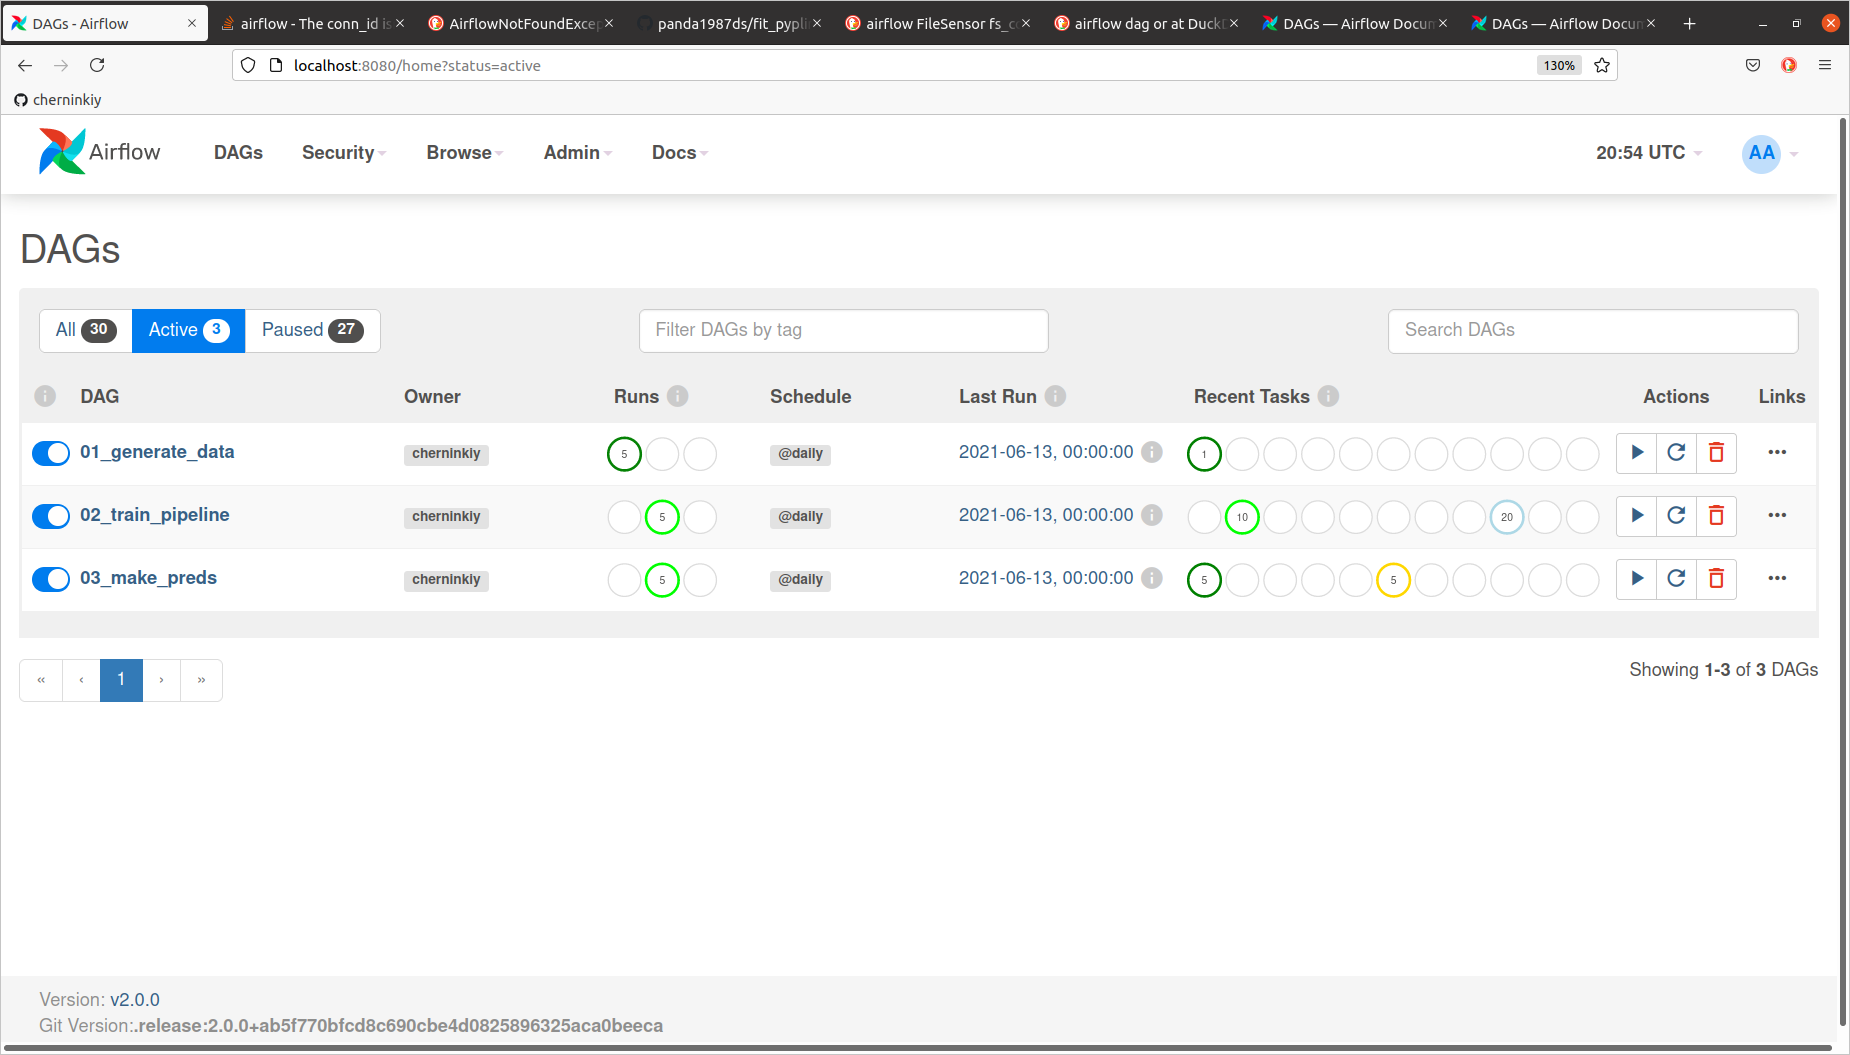 DAGs - Airflow
airflow - The conn_id is
AirflowNotFoundExcep
panda1987ds/fit_pypli
airflow FileSensor fs_co
airflow dag or at DuckD
DAGs — Airflow Docum
DAGs — Airflow Docum
localhost:8080/home?status=active
130%
cherninkiy
Airflow DAGs Security Browse Admin Docs 20:54 UTC AA
DAGs
All 30 Active 3 Paused 27 Filter DAGs by tag Search DAGs
DAG Owner Runs Schedule Last Run Recent Tasks Actions Links
01_generate_data cherninkiy 5 @daily 2021-06-13, 00:00:00 1
02_train_pipeline cherninkiy 5 @daily 2021-06-13, 00:00:00 10 20
03_make_preds cherninkiy 5 @daily 2021-06-13, 00:00:00 5 5
« ‹ 1 › » Showing 1-3 of 3 DAGs
Version: v2.0.0
Git Version:.release:2.0.0+ab5f770bfcd8c690cbe4d0825896325aca0beeca